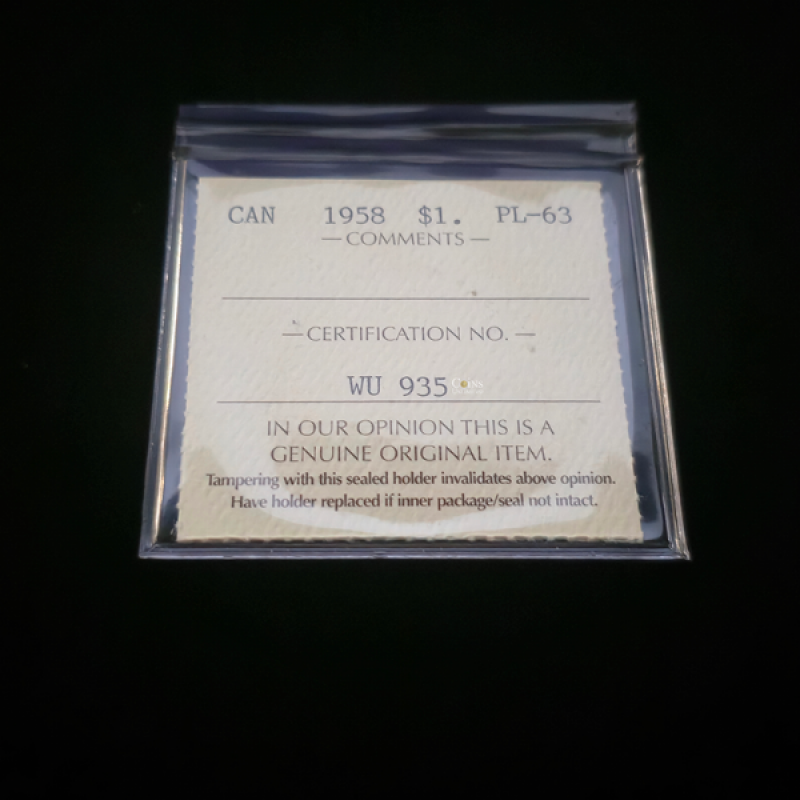 CAN 1958 $1. PL-63
— COMMENTS —
— CERTIFICATION NO. —
WU 935
COINS
IN OUR OPINION THIS IS A
GENUINE ORIGINAL ITEM.
Tampering with this sealed holder invalidates above opinion.
Have holder replaced if inner package/seal not intact.